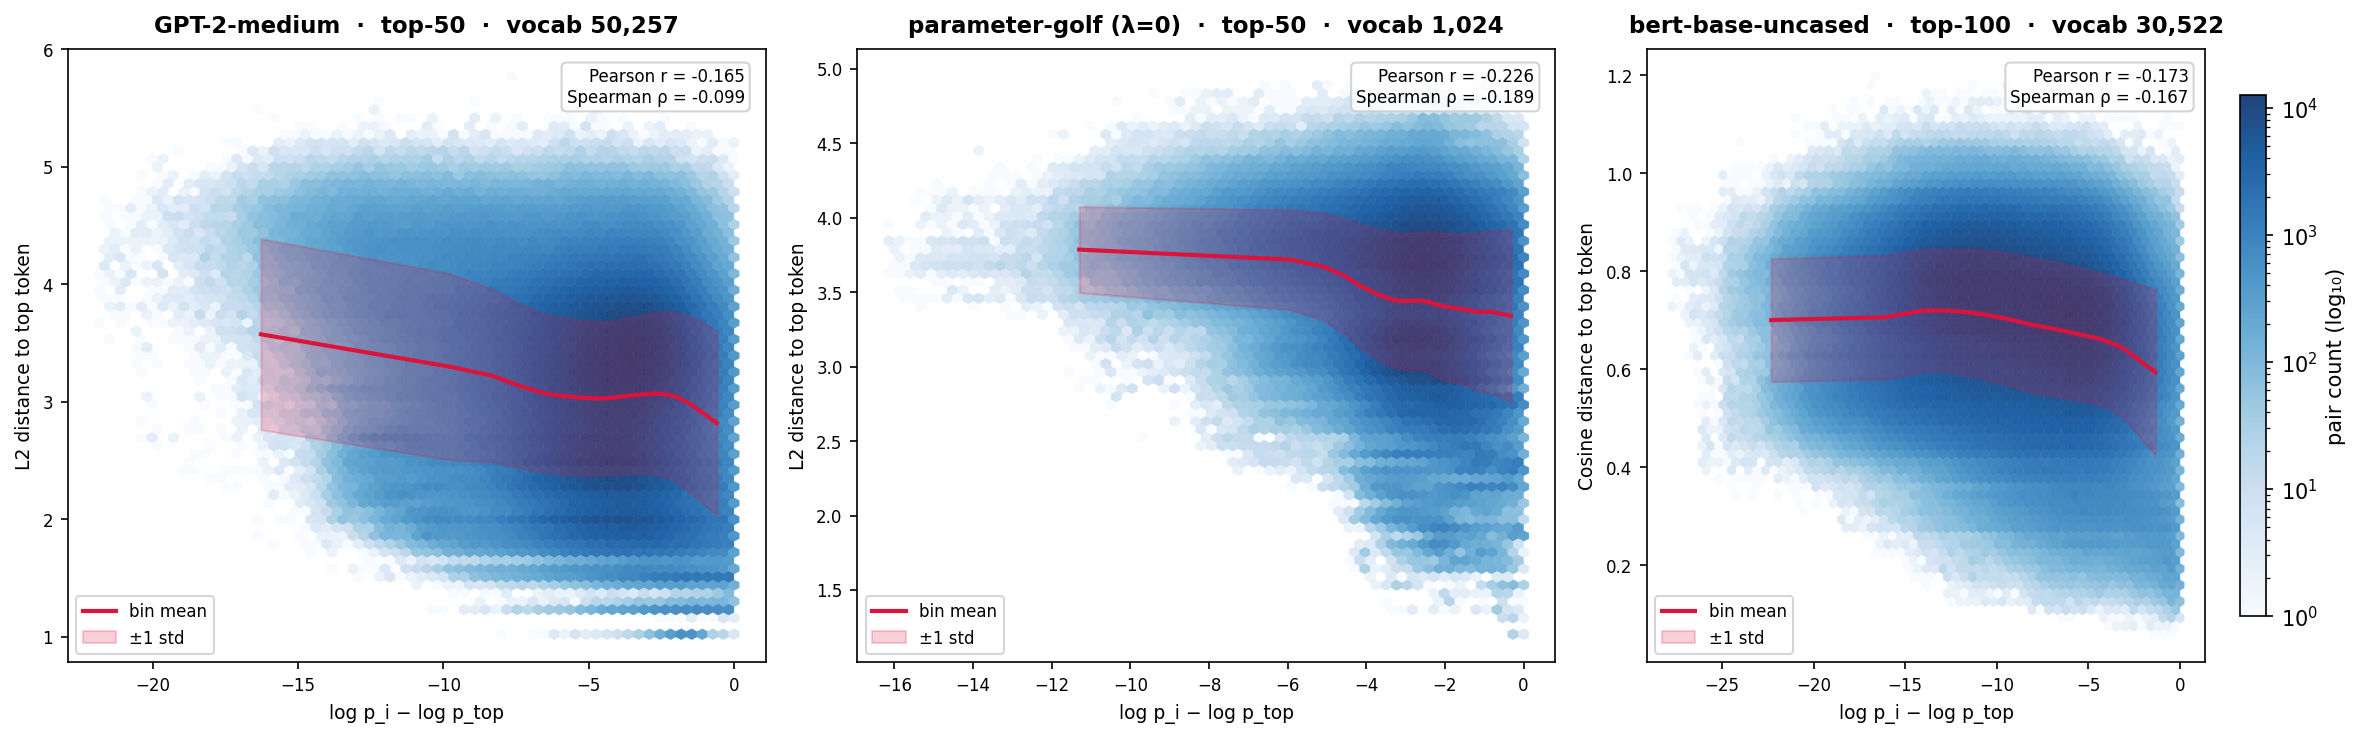 GPT-2-medium · top-50 · vocab 50,257
Pearson r = -0.165
Spearman ρ = -0.099
6
5
4
3
2
1
L2 distance to top token
−20
−15
−10
−5
0
log p_i − log p_top
bin mean
±1 std
parameter-golf (λ=0) · top-50 · vocab 1,024
Pearson r = -0.226
Spearman ρ = -0.189
5.0
4.5
4.0
3.5
3.0
2.5
2.0
1.5
L2 distance to top token
−16
−14
−12
−10
−8
−6
−4
−2
0
log p_i − log p_top
bin mean
±1 std
bert-base-uncased · top-100 · vocab 30,522
Pearson r = -0.173
Spearman ρ = -0.167
1.2
1.0
0.8
0.6
0.4
0.2
Cosine distance to top token
−25
−20
−15
−10
−5
0
log p_i − log p_top
bin mean
±1 std
10⁴
10³
10²
10¹
10⁰
pair count (log₁₀)